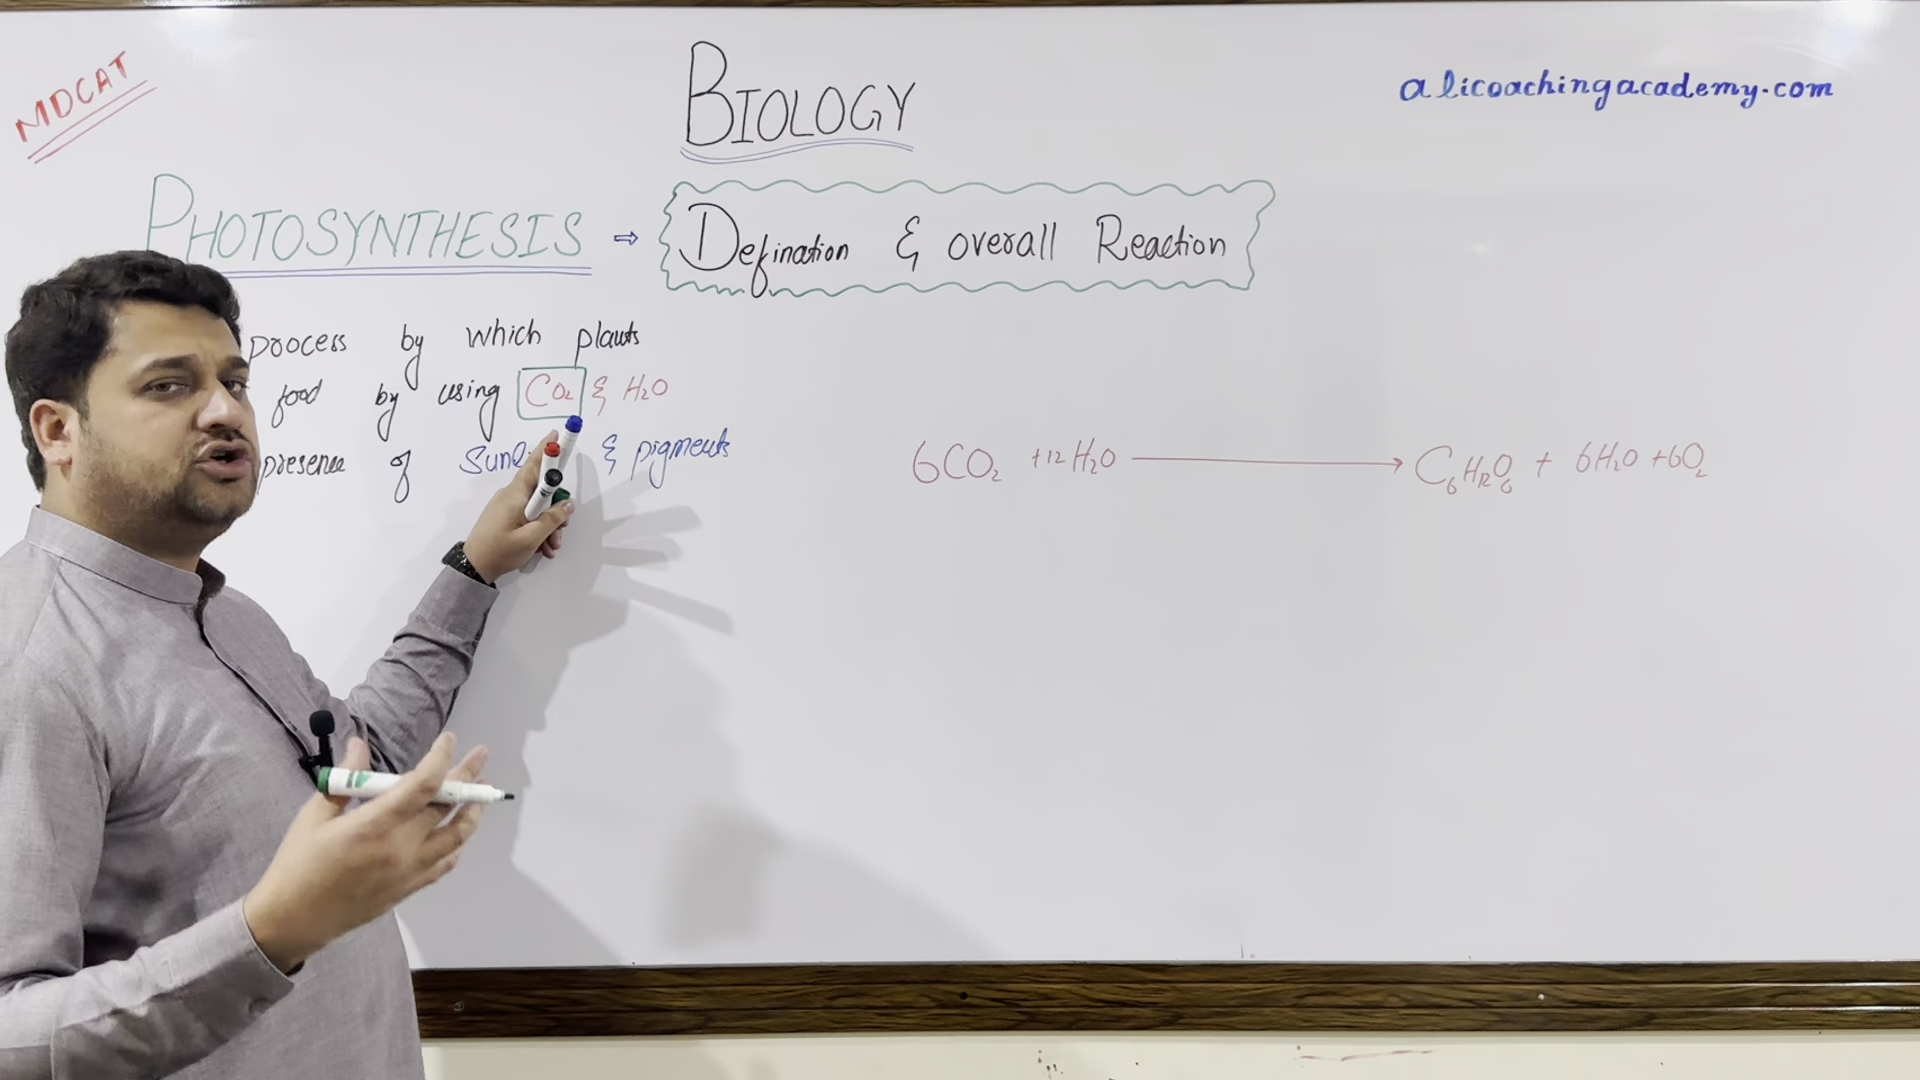 MDCAT
BIOLOGY
alicoachingacademy.com
PHOTOSYNTHESIS ⇨ Defination & overall Reaction
process by which plants
food by using CO₂ & H₂O
presence of & pigments
6CO₂ +12H₂O → C₆H₁₂O₆ + 6H₂O +6O₂